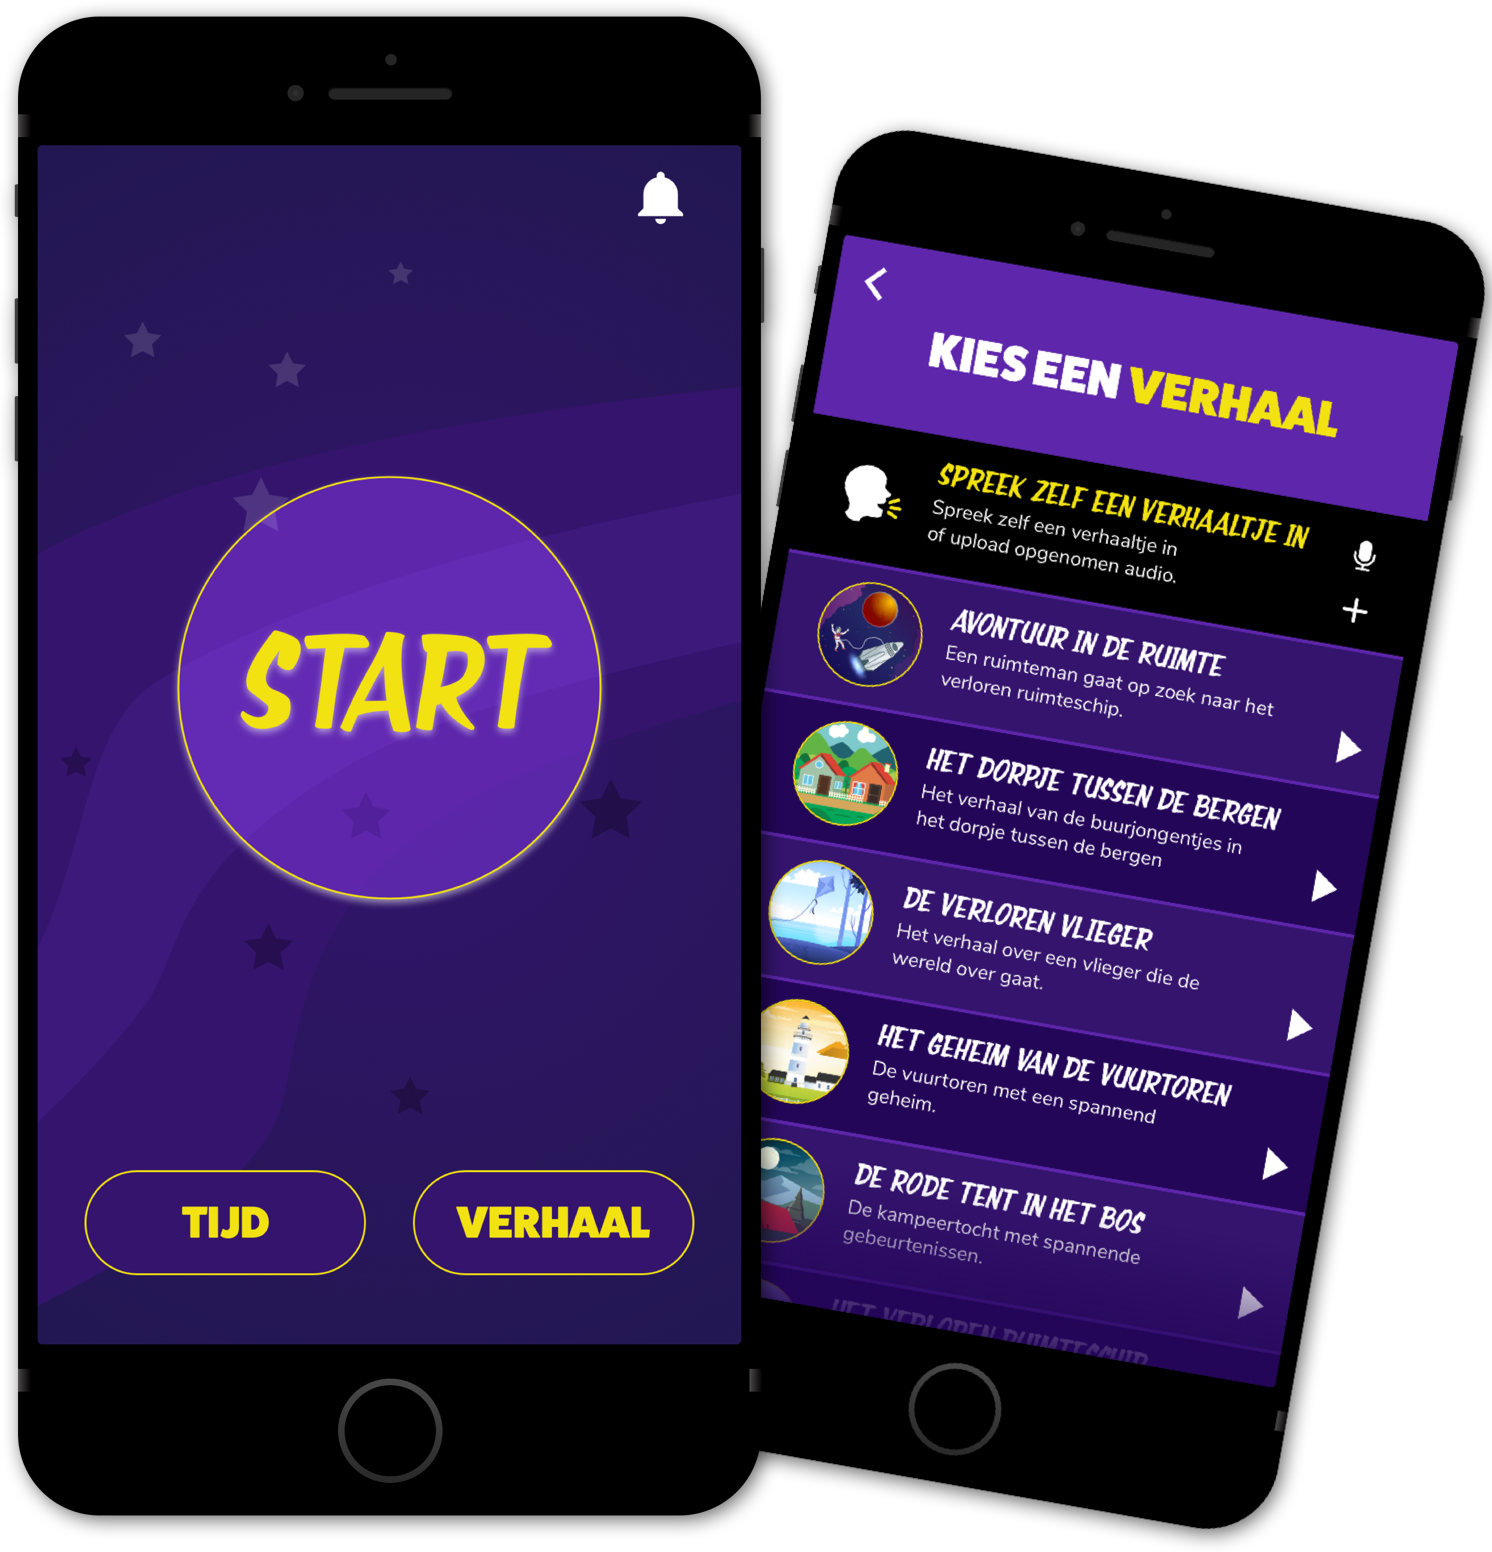 START
TIJD
VERHAAL
KIES EEN VERHAAL
SPREEK ZELF EEN VERHAALTJE IN
Spreek zelf een verhaaltje in
of upload opgenomen audio.
AVONTUUR IN DE RUIMTE
Een ruimteman gaat op zoek naar het
verloren ruimteschip.
HET DORPJE TUSSEN DE BERGEN
Het verhaal van de buurjongentjes in
het dorpje tussen de bergen
DE VERLOREN VLIEGER
Het verhaal over een vlieger die de
wereld over gaat.
HET GEHEIM VAN DE VUURTOREN
De vuurtoren met een spannend
geheim.
DE RODE TENT IN HET BOS
De kampeertocht met spannende
gebeurtenissen.
HET VERLOREN RUIMTESCHIP